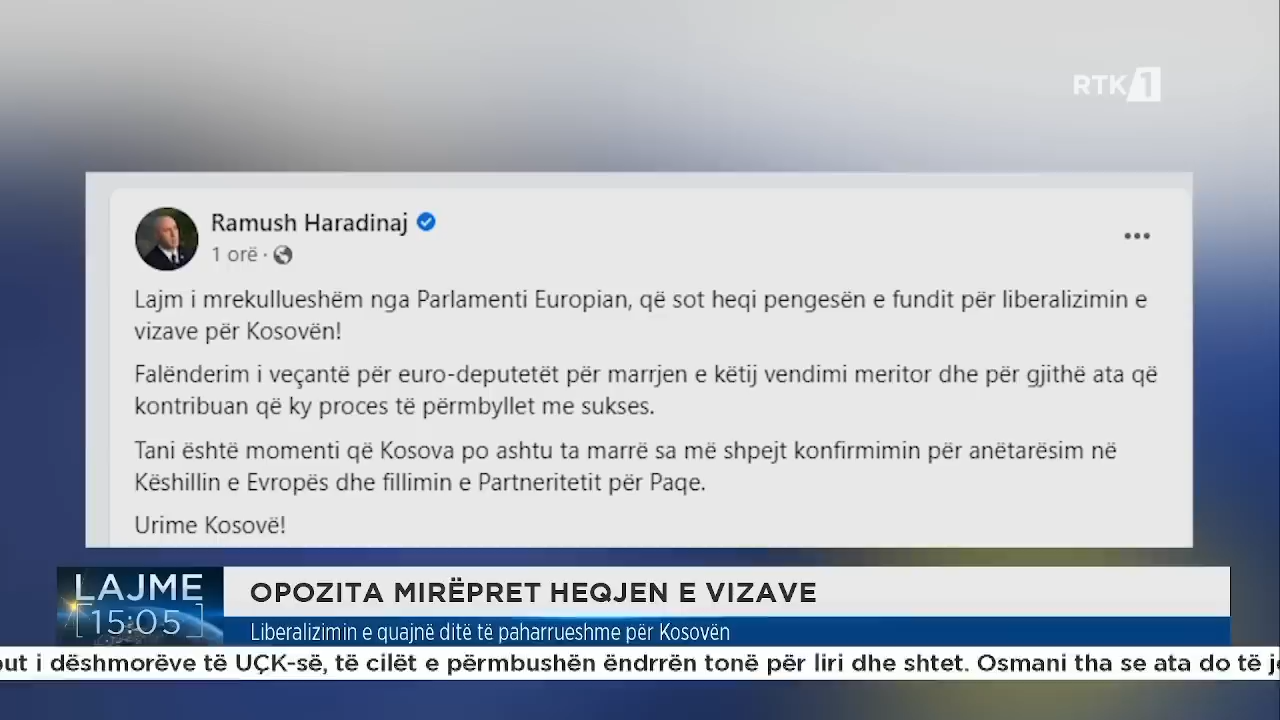 RTK 1
Ramush Haradinaj
1 orë ·
Lajm i mrekullueshëm nga Parlamenti Europian, që sot heqi pengesën e fundit për liberalizimin e
vizave për Kosovën!
Falënderim i veçantë për euro-deputetët për marrjen e këtij vendimi meritor dhe për gjithë ata që
kontribuan që ky proces të përmbyllet me sukses.
Tani është momenti që Kosova po ashtu ta marrë sa më shpejt konfirmimin për anëtarësim në
Këshillin e Evropës dhe fillimin e Partneritetit për Paqe.
Urime Kosovë!
LAJME
15:05
OPOZITA MIRËPRET HEQJEN E VIZAVE
Liberalizimin e quajnë ditë të paharrueshme për Kosovën
i dëshmorëve të UÇK-së, të cilët e përmbushën ëndrrën tonë për liri dhe shtet. Osmani tha se ata do të